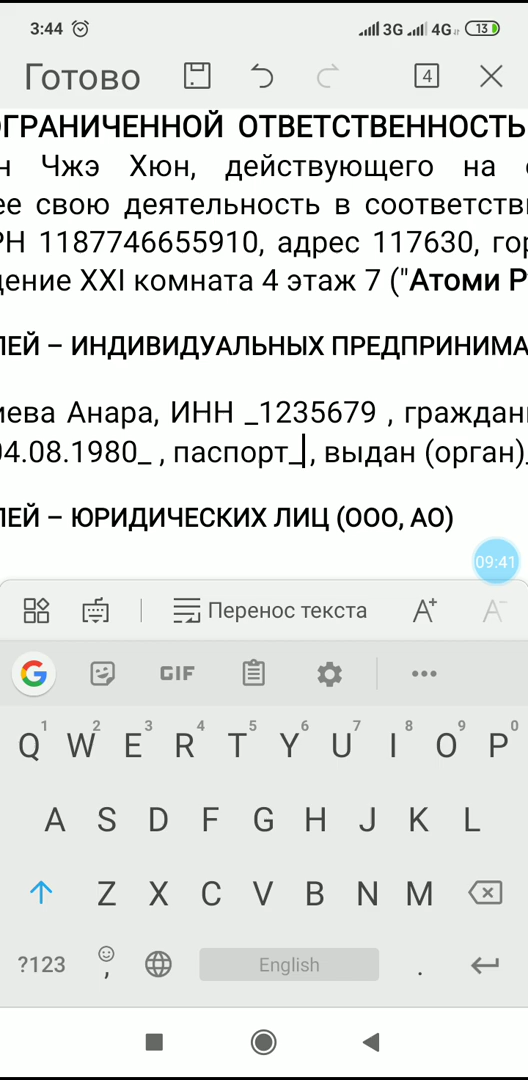 3:44 3G 4G 13
Готово 4
ОГРАНИЧЕННОЙ ОТВЕТСТВЕННОСТЬ
н Чжэ Хюн, действующего на
ее свою деятельность в соответств
РН 1187746655910, адрес 117630, гор
дение XXI комната 4 этаж 7 ("Атоми Р
ЛЕЙ – ИНДИВИДУАЛЬНЫХ ПРЕДПРИНИМА
иева Анара, ИНН _1235679 , граждан
04.08.1980_ , паспорт_, выдан (орган)_
ЛЕЙ – ЮРИДИЧЕСКИХ ЛИЦ (ООО, АО)
09:41
Перенос текста A+ A-
G GIF
1 2 3 4 5 6 7 8 9 0
Q W E R T Y U I O P
A S D F G H J K L
Z X C V B N M
?123 , English .